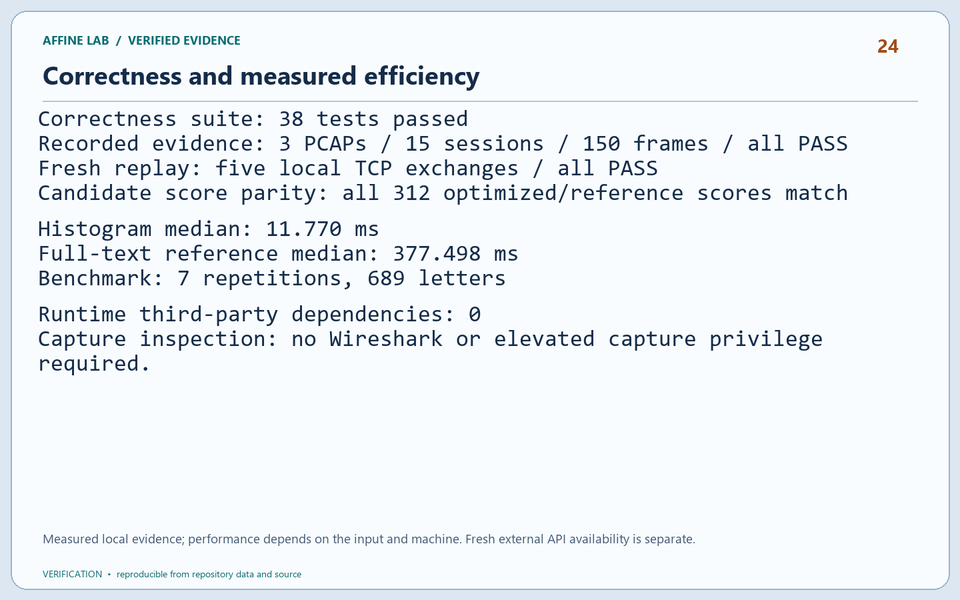 AFFINE LAB / VERIFIED EVIDENCE
24
Correctness and measured efficiency
Correctness suite: 38 tests passed
Recorded evidence: 3 PCAPs / 15 sessions / 150 frames / all PASS
Fresh replay: five local TCP exchanges / all PASS
Candidate score parity: all 312 optimized/reference scores match
Histogram median: 11.770 ms
Full-text reference median: 377.498 ms
Benchmark: 7 repetitions, 689 letters
Runtime third-party dependencies: 0
Capture inspection: no Wireshark or elevated capture privilege
required.
Measured local evidence; performance depends on the input and machine. Fresh external API availability is separate.
VERIFICATION • reproducible from repository data and source